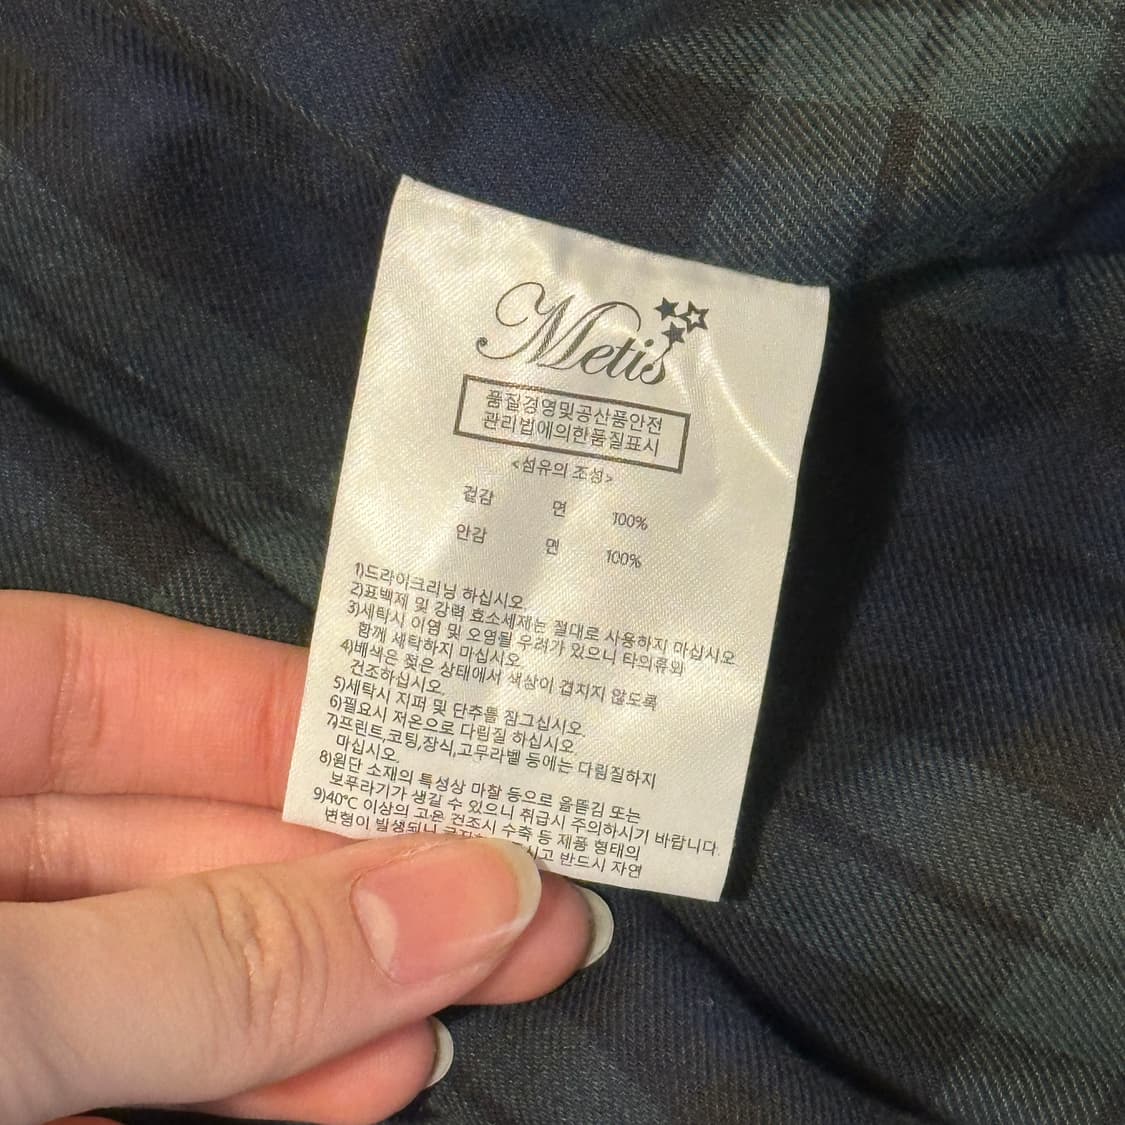 Metis
품질경영및공산품안전
관리법에의한품질표시
<섬유의 조성>
겉감 면 100%
안감 면 100%
1)드라이크리닝 하십시오.
2)표백제 및 강력 효소세제는 절대로 사용하지 마십시오
3)세탁시 이염 및 오염될 우려가 있으니 타의류와
함께 세탁하지 마십시오.
4)배색은 젖은 상태에서 색상이 겹치지 않도록
건조하십시오.
5)세탁시 지퍼 및 단추를 잠그십시오.
6)필요시 저온으로 다림질 하십시오.
7)프린트,코팅,장식,고무라벨 등에는 다림질하지
마십시오.
8)원단 소재의 특성상 마찰 등으로 올뜯김 또는
보푸라기가 생길 수 있으니 취급시 주의하시기 바랍니다.
9)40℃ 이상의 고온 건조시 수축 등 제품 형태의
변형이 발생되니 반드시 자연